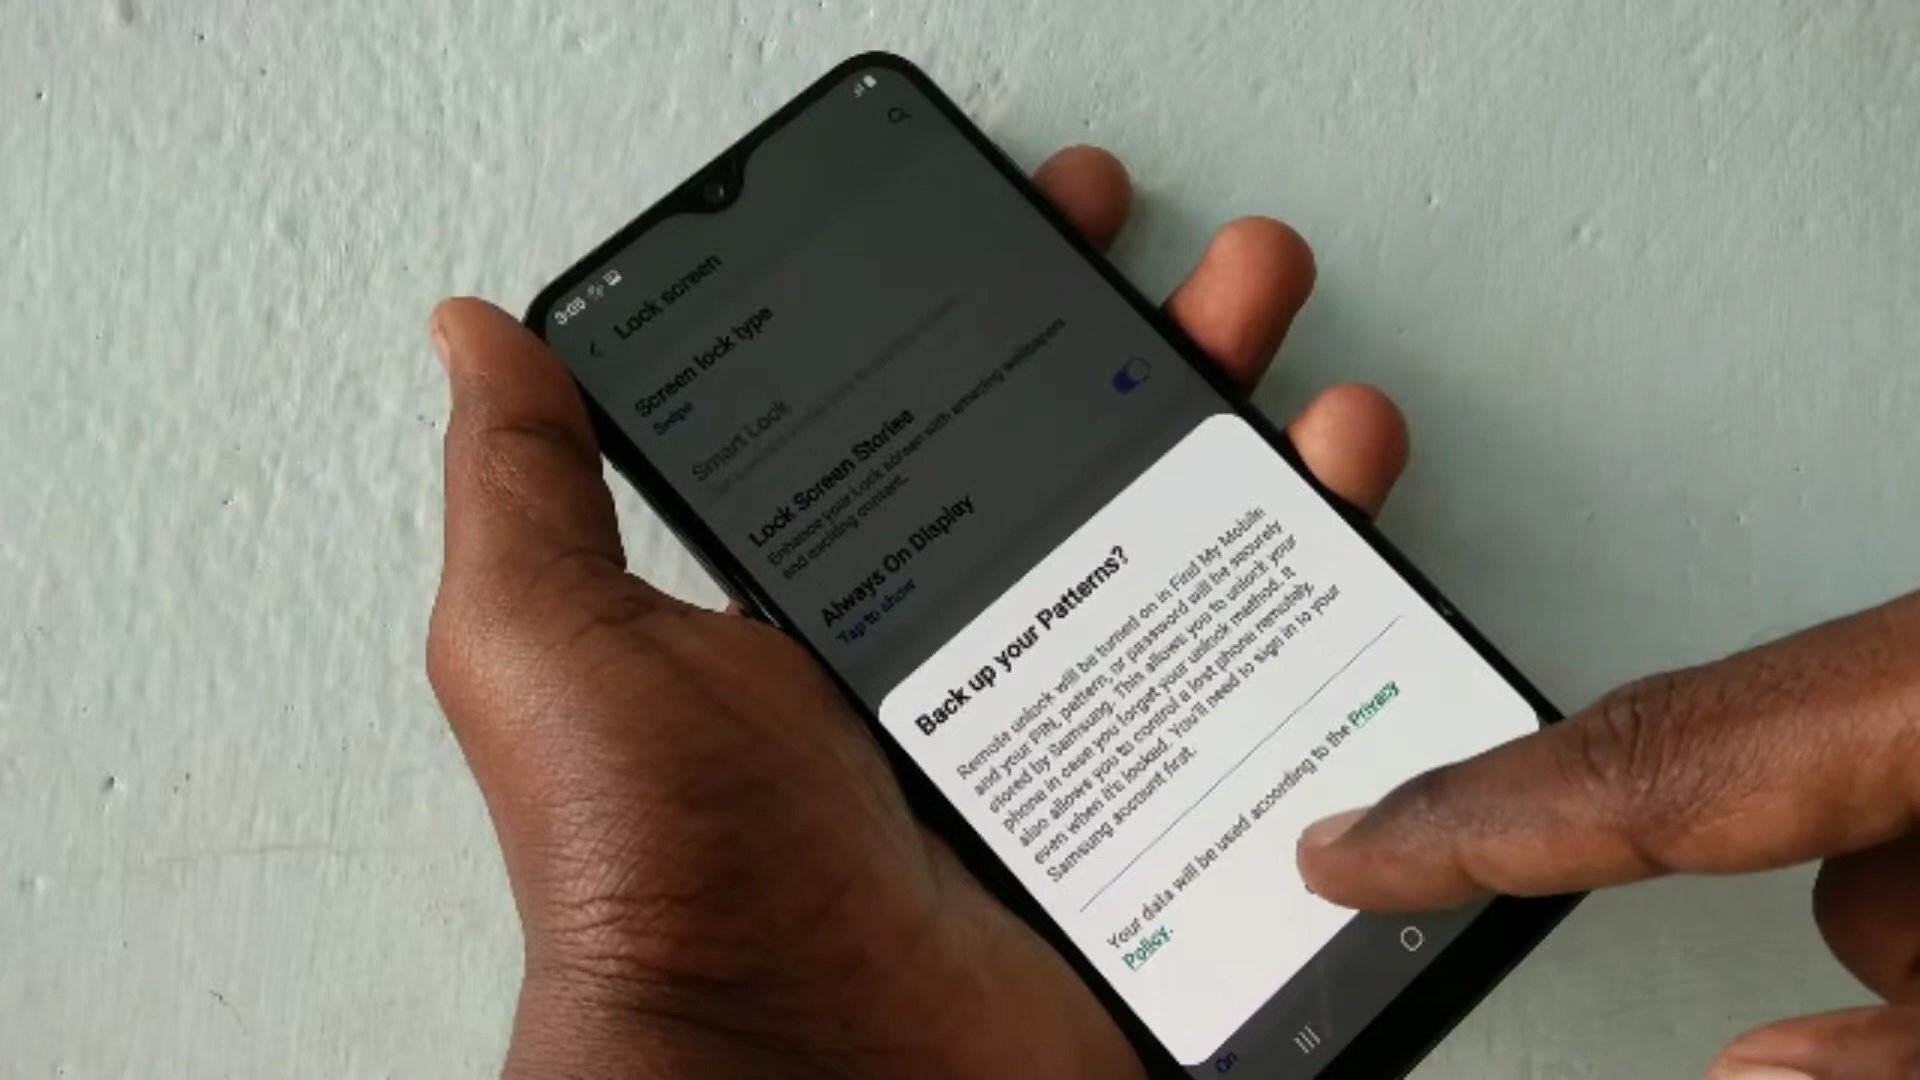 3:05
Lock screen
Screen lock type
Swipe
Smart Lock
Lock Screen Stories
Enhance your Lock screen with amazing wallpapers
and exciting content.
Always On Display
Tap to show
Back up your Patterns?
Remote unlock will be turned on in Find My Mobile
and your PIN, pattern, or password will be securely
stored by Samsung. This allows you to unlock your
phone in case you forget your unlock method. It
also allows you to control a lost phone remotely,
even when it's locked. You'll need to sign in to your
Samsung account first.
Your data will be used according to the Privacy
Policy.
On